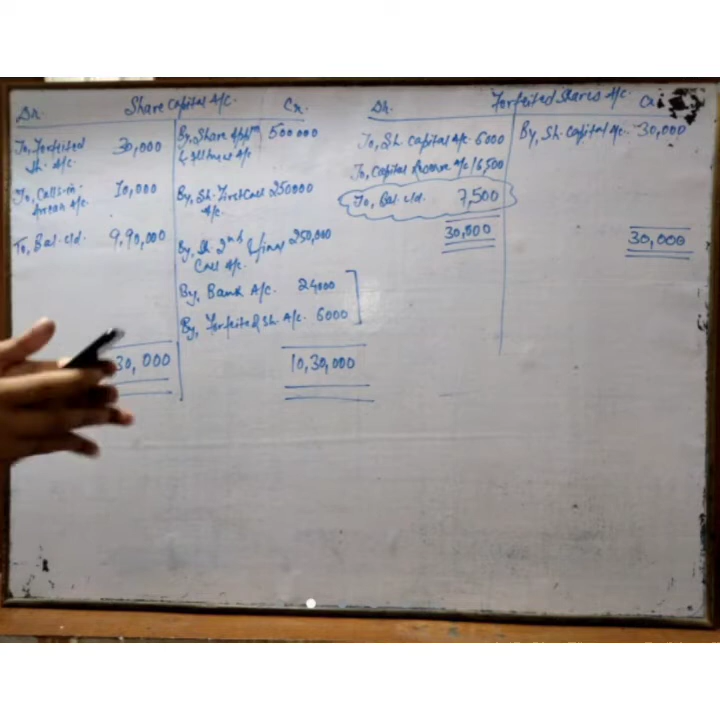 Dr. Share Capital A/c. Cr.
To, Forfeited 30,000
Sh. A/c.
To, Calls-in- 10,000
Arrear A/c.
To, Bal. c/d. 9,90,000
30,000
By, Share Appln 500000
& Allotment A/c
By, Sh. First Call 250000
A/c.
By, Sh. 2nd & final 250,000
Call A/c.
By, Bank A/c. 24000
By, Forfeited Sh. A/c. 6000
10,30,000
Dr. Forfeited Shares A/c. Cr
To, Sh. Capital A/c. 6000
To, Capital Reserve A/c 16,500
To, Bal. c/d. 7,500
30,000
By, Sh. Capital A/c. 30,000
30,000